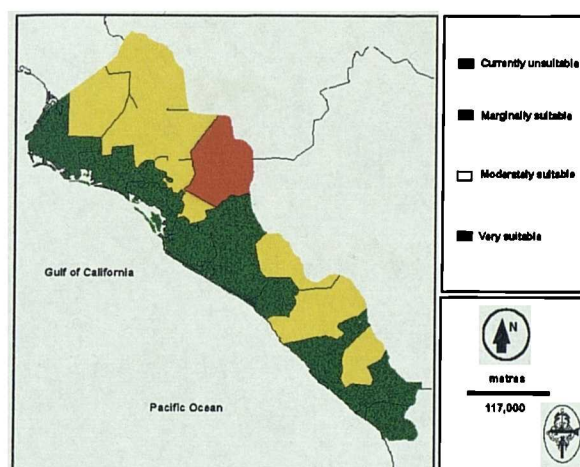 Currently unsuitable
Marginally suitable
Moderately suitable
Very suitable
Gulf of California
Pacific Ocean
N
metres
117,000